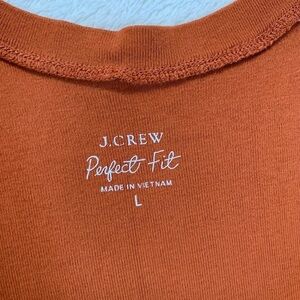 J.CREW
Perfect Fit
MADE IN VIETNAM
L